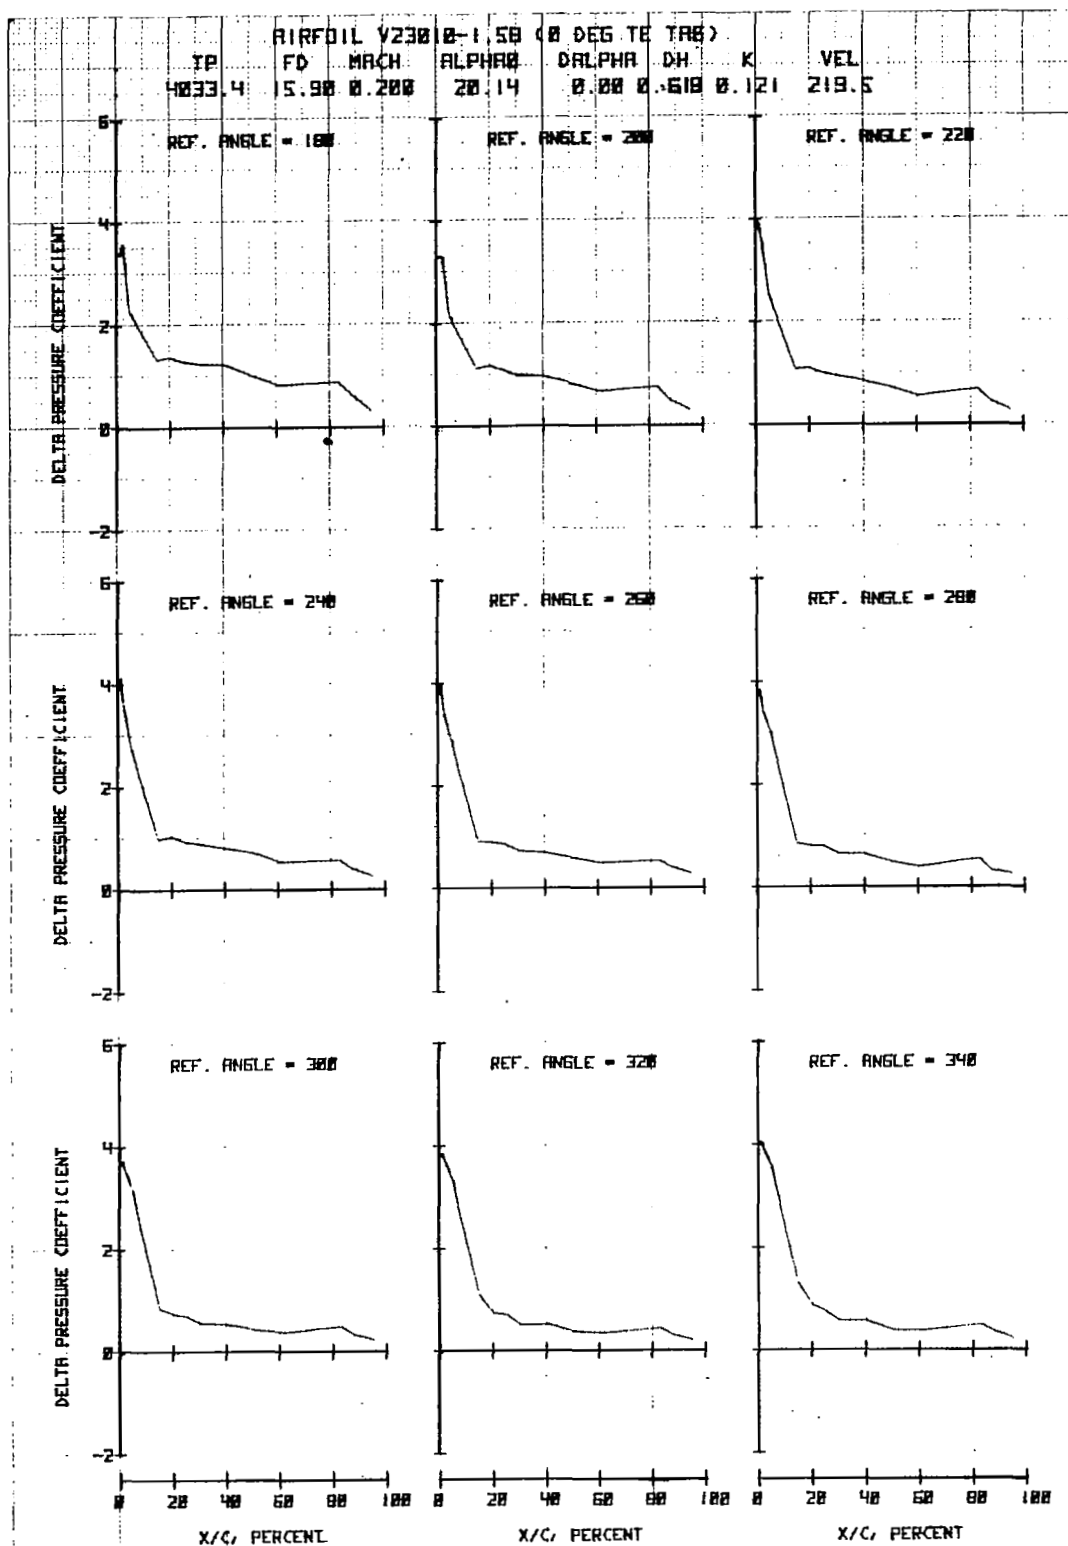 AIRFOIL V23010-1.58 (0 DEG TE TAB)
TP FD MACH ALPHA0 DALPHA DH K VEL
4033.4 15.90 0.200 20.14 0.00 0.618 0.121 219.5
REF. ANGLE = 180 REF. ANGLE = 200 REF. ANGLE = 220
6
4
2
0
-2
DELTA PRESSURE COEFFICIENT
REF. ANGLE = 240 REF. ANGLE = 260 REF. ANGLE = 280
6
4
2
0
-2
DELTA PRESSURE COEFFICIENT
REF. ANGLE = 300 REF. ANGLE = 320 REF. ANGLE = 340
6
4
2
0
-2
DELTA PRESSURE COEFFICIENT
0 20 40 60 80 100 0 20 40 60 80 100 0 20 40 60 80 100
X/C, PERCENT X/C, PERCENT X/C, PERCENT